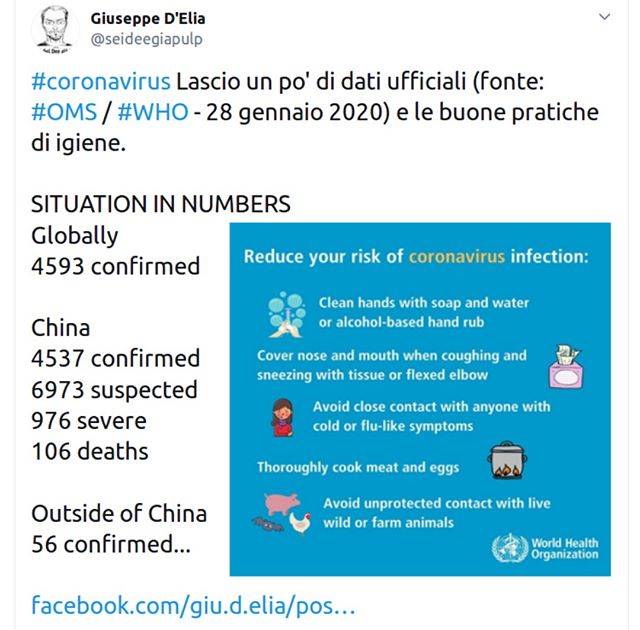 Giuseppe D'Elia
@seideegiapulp
#coronavirus Lascio un po' di dati ufficiali (fonte:
#OMS / #WHO - 28 gennaio 2020) e le buone pratiche
di igiene.
SITUATION IN NUMBERS
Globally
4593 confirmed
China
4537 confirmed
6973 suspected
976 severe
106 deaths
Outside of China
56 confirmed...
Reduce your risk of coronavirus infection:
Clean hands with soap and water
or alcohol-based hand rub
Cover nose and mouth when coughing and
sneezing with tissue or flexed elbow
Avoid close contact with anyone with
cold or flu-like symptoms
Thoroughly cook meat and eggs
Avoid unprotected contact with live
wild or farm animals
World Health
Organization
facebook.com/giu.d.elia/pos…